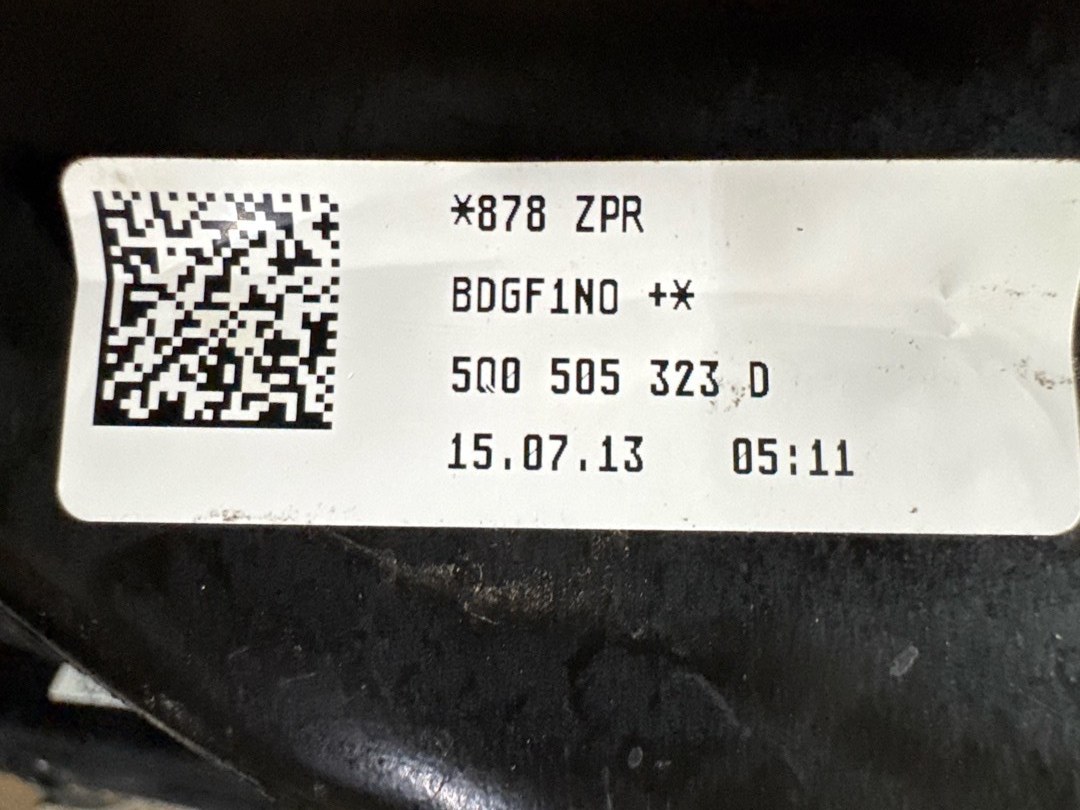 *878 ZPR
BDGF1NO +*
5Q0 505 323 D
15.07.13 05:11